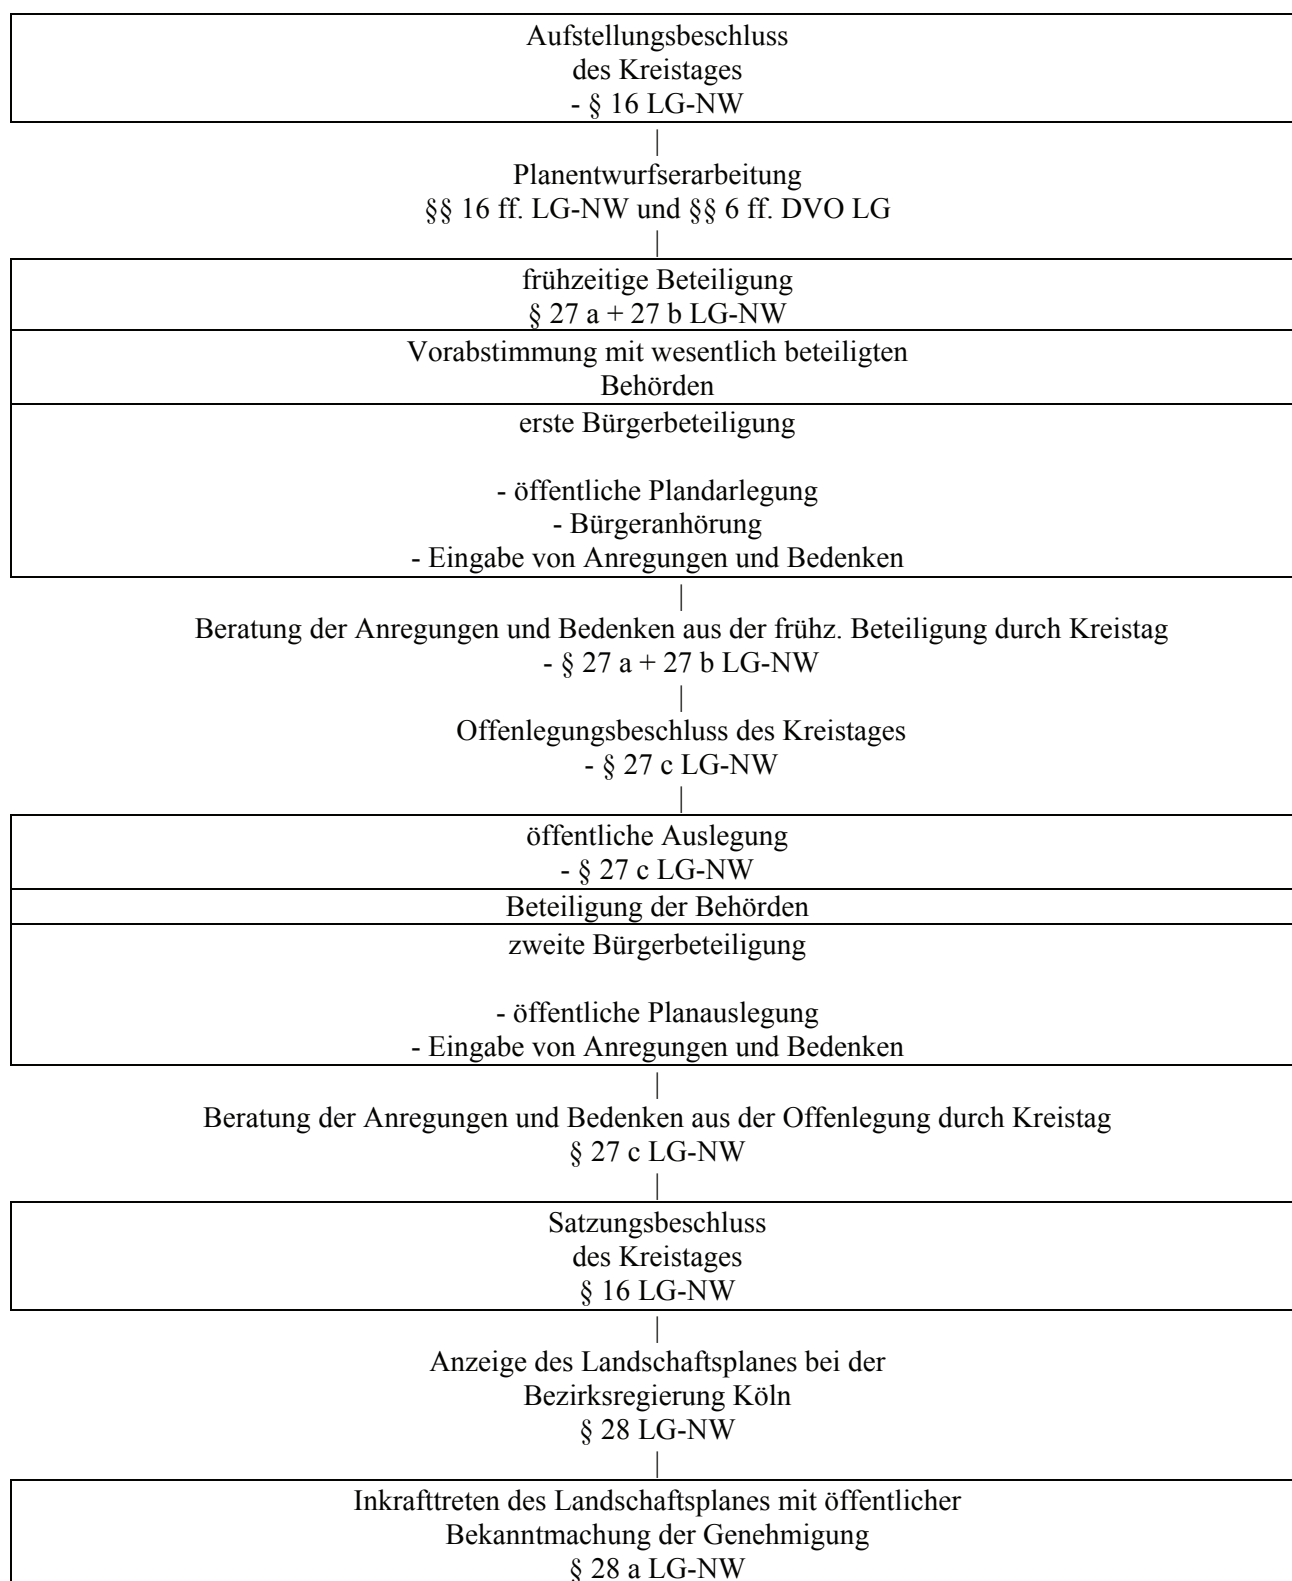 Aufstellungsbeschluss
des Kreistages
- § 16 LG-NW
Planentwurfserarbeitung
§§ 16 ff. LG-NW und §§ 6 ff. DVO LG
frühzeitige Beteiligung
§ 27 a + 27 b LG-NW
Vorabstimmung mit wesentlich beteiligten
Behörden
erste Bürgerbeteiligung
- öffentliche Plandarlegung
- Bürgeranhörung
- Eingabe von Anregungen und Bedenken
Beratung der Anregungen und Bedenken aus der frühz. Beteiligung durch Kreistag
- § 27 a + 27 b LG-NW
Offenlegungsbeschluss des Kreistages
- § 27 c LG-NW
öffentliche Auslegung
- § 27 c LG-NW
Beteiligung der Behörden
zweite Bürgerbeteiligung
- öffentliche Planauslegung
- Eingabe von Anregungen und Bedenken
Beratung der Anregungen und Bedenken aus der Offenlegung durch Kreistag
§ 27 c LG-NW
Satzungsbeschluss
des Kreistages
§ 16 LG-NW
Anzeige des Landschaftsplanes bei der
Bezirksregierung Köln
§ 28 LG-NW
Inkrafttreten des Landschaftsplanes mit öffentlicher
Bekanntmachung der Genehmigung
§ 28 a LG-NW